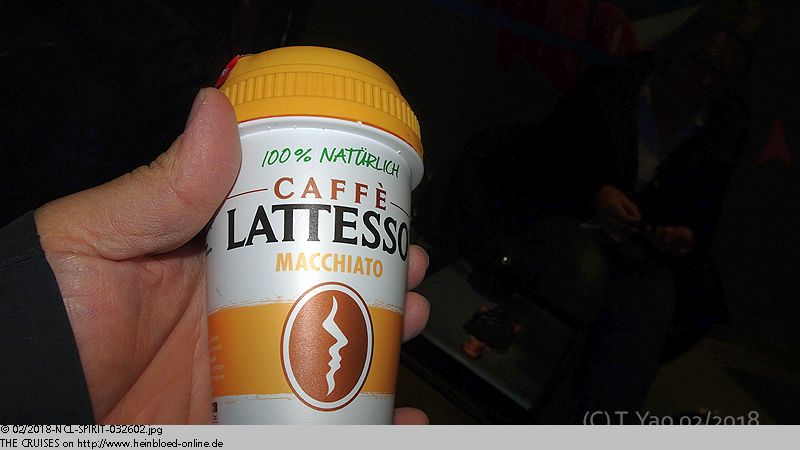 100% NATÜRLICH
CAFFÈ
LATTESSO
MACCHIATO
(C) T. Yao 02/2018
© 02/2018-NCL-SPIRIT-032602.jpg
THE CRUISES on http://www.heinbloed-online.de